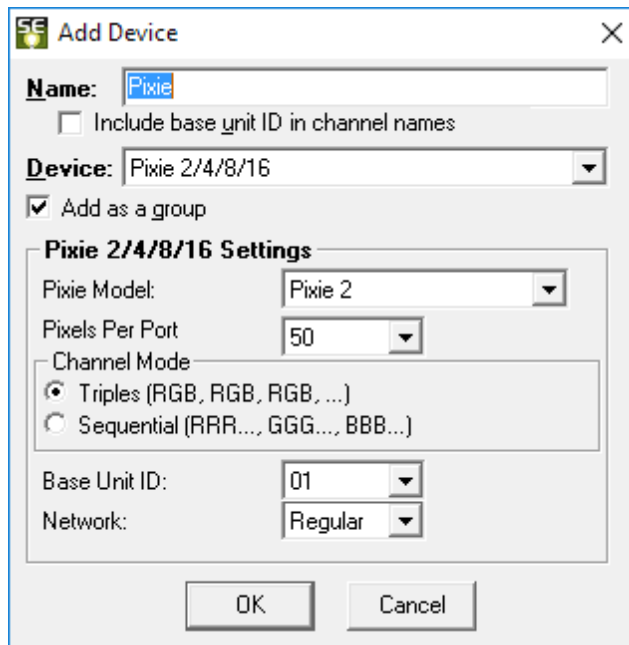 SE Add Device
Name: Pixie
Include base unit ID in channel names
Device: Pixie 2/4/8/16
Add as a group
Pixie 2/4/8/16 Settings
Pixie Model: Pixie 2
Pixels Per Port 50
Channel Mode
Triples (RGB, RGB, RGB, ...)
Sequential (RRR..., GGG..., BBB...)
Base Unit ID: 01
Network: Regular
OK Cancel